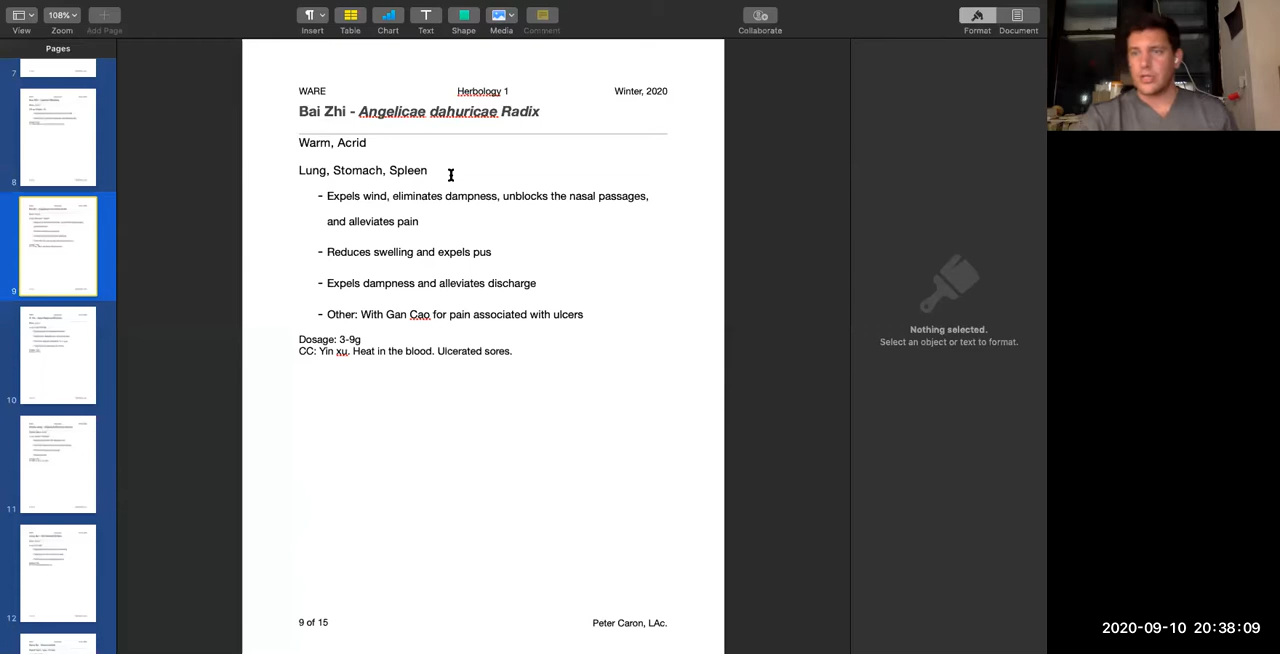 View
108%
Zoom
Add Page
Insert
Table
Chart
Text
Shape
Media
Comment
Collaborate
Format
Document
Pages
7
8
9
10
11
12
WARE Herbology 1 Winter, 2020
Bai Zhi - Angelicae dahuricae Radix
Warm, Acrid
Lung, Stomach, Spleen
- Expels wind, eliminates dampness, unblocks the nasal passages,
and alleviates pain
- Reduces swelling and expels pus
- Expels dampness and alleviates discharge
- Other: With Gan Cao for pain associated with ulcers
Dosage: 3-9g
CC: Yin xu. Heat in the blood. Ulcerated sores.
9 of 15 Peter Caron, LAc.
Nothing selected.
Select an object or text to format.
2020-09-10 20:38:09